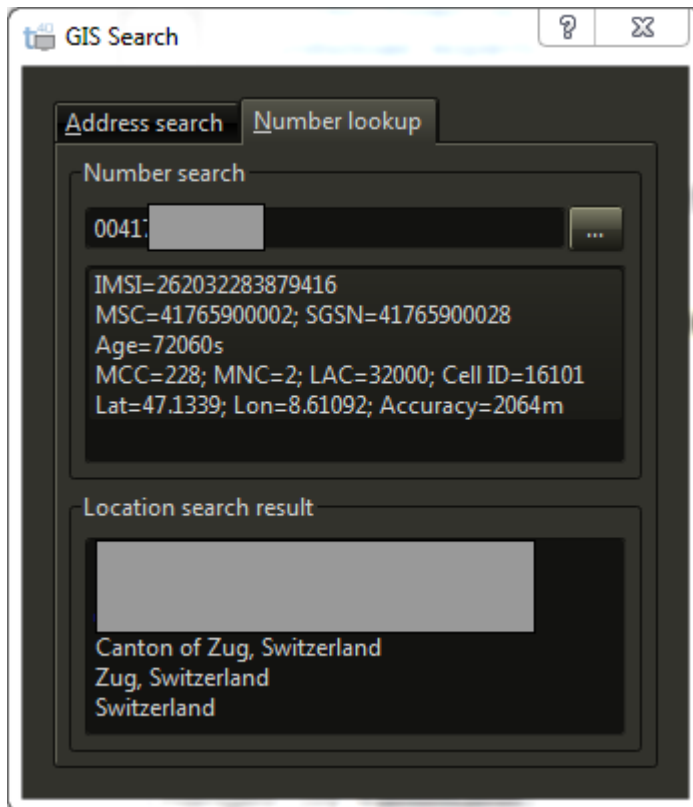 GIS Search
Address search Number lookup
Number search
0041 ...
IMSI=262032283879416
MSC=41765900002; SGSN=41765900028
Age=72060s
MCC=228; MNC=2; LAC=32000; Cell ID=16101
Lat=47.1339; Lon=8.61092; Accuracy=2064m
Location search result
Canton of Zug, Switzerland
Zug, Switzerland
Switzerland